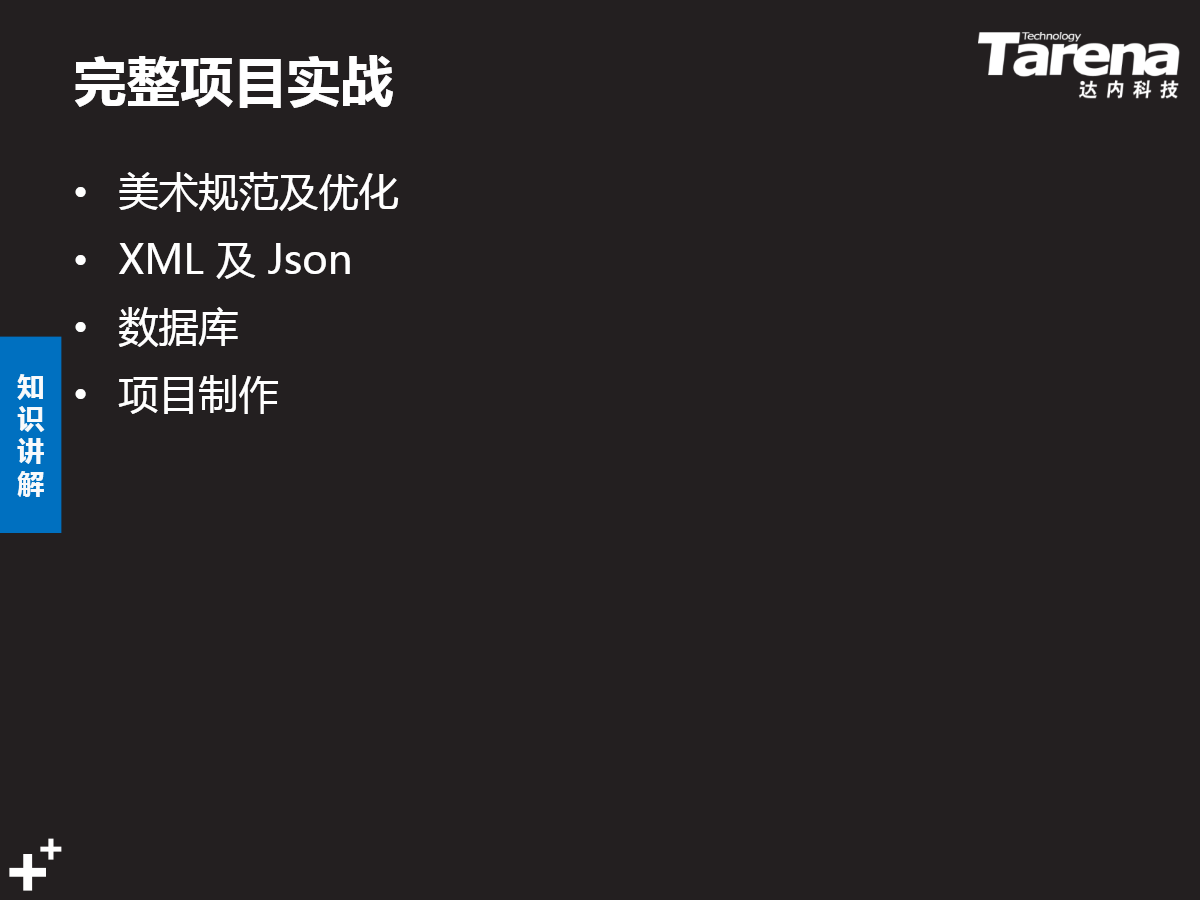 完整项目实战
Technology
Tarena
达内科技
• 美术规范及优化
• XML 及 Json
• 数据库
• 项目制作
知识讲解